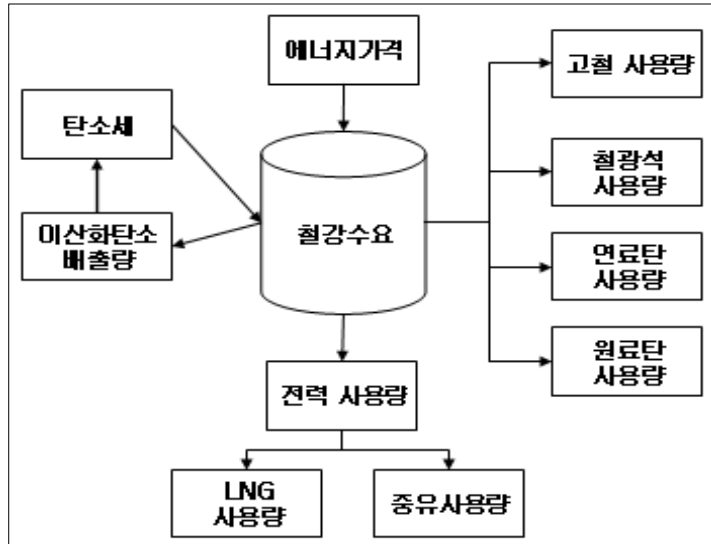 에너지가격
고철 사용량
탄소세
철광석
사용량
이산화탄소
배출량
철강수요
연료탄
사용량
원료탄
사용량
전력 사용량
LNG
사용량
중유사용량